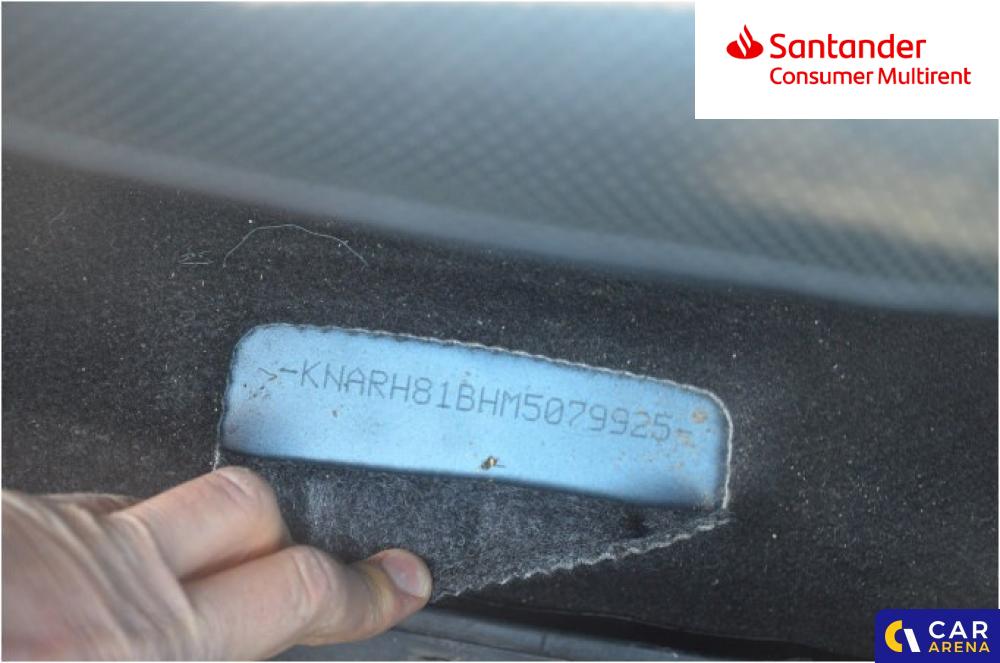 Santander
Consumer Multirent
-KNARH81BHM5079925-
CAR
ARENA